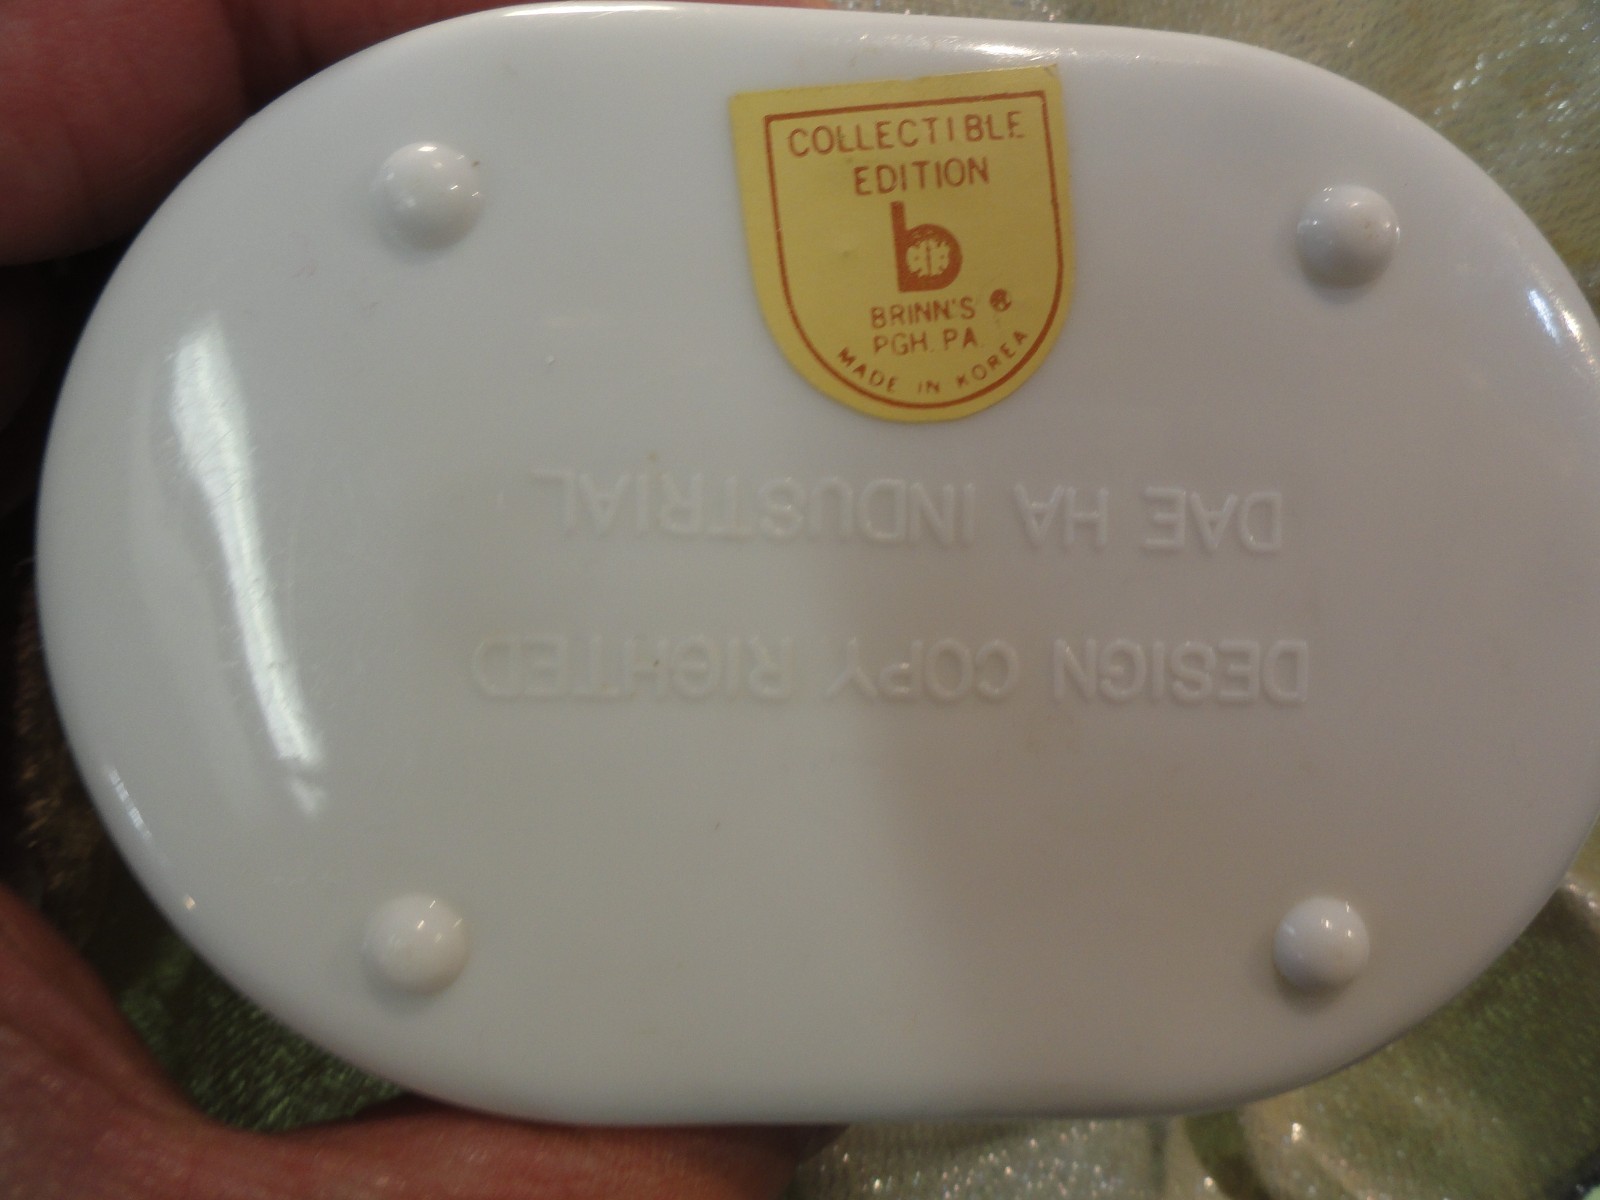 COLLECTIBLE
EDITION
b
BRINN'S ®
PGH. PA.
MADE IN KOREA
DESIGN COPY RIGHTED
DAE HA INDUSTRIAL